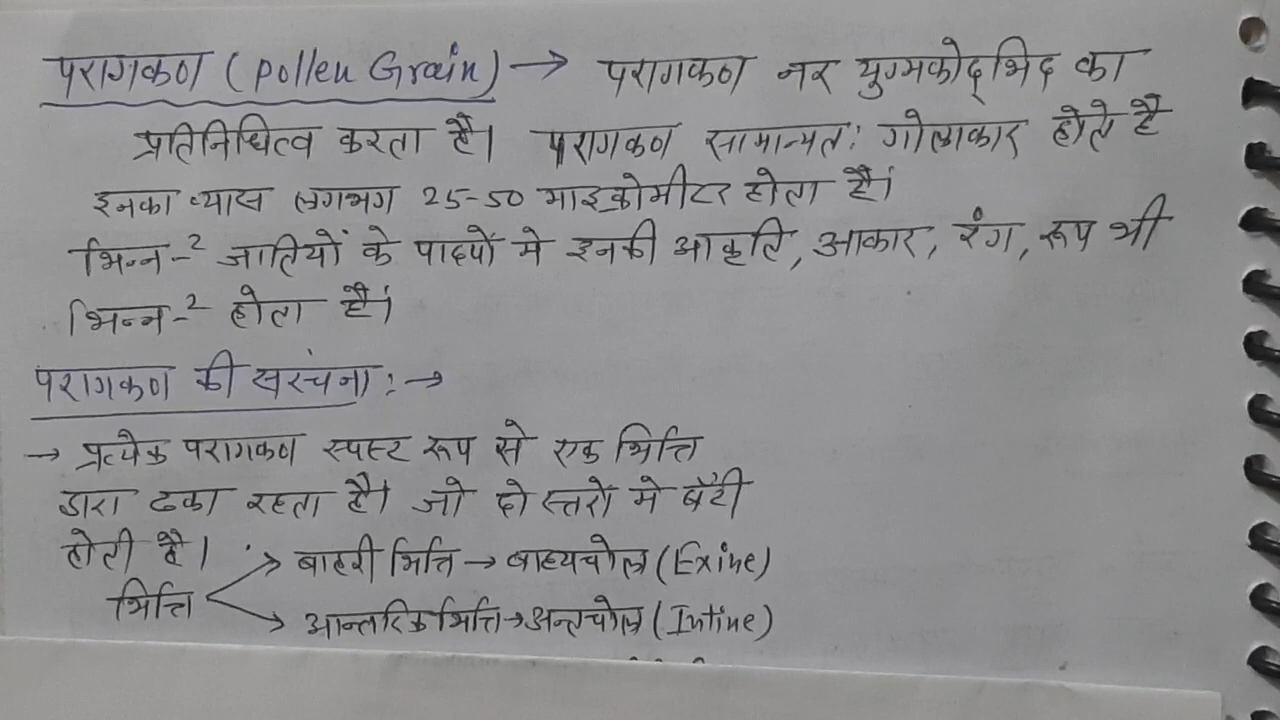 परागकण (Pollen Grain) → परागकण नर युग्मकोद्भिद का
प्रतिनिधित्व करता है। परागकण सामान्यतः गोलाकार होते है
इनका व्यास लगभग 25-50 माइक्रोमीटर होता है।
भिन्न-2 जातियों के पादपों मे इनकी आकृति, आकार, रंग, रूप भी
भिन्न-2 होता है।
परागकण की सरंचना :→
→ प्रत्येक परागकण स्पस्ट रूप से एक भित्ति
द्वारा ढका रहता है। जो दो स्तरों मे बँटी
होती है।
भित्ति
→ बाहरी भित्ति → बाह्यचोल (Exine)
→ आन्तरिक भित्ति → अन्तचोल (Intine)